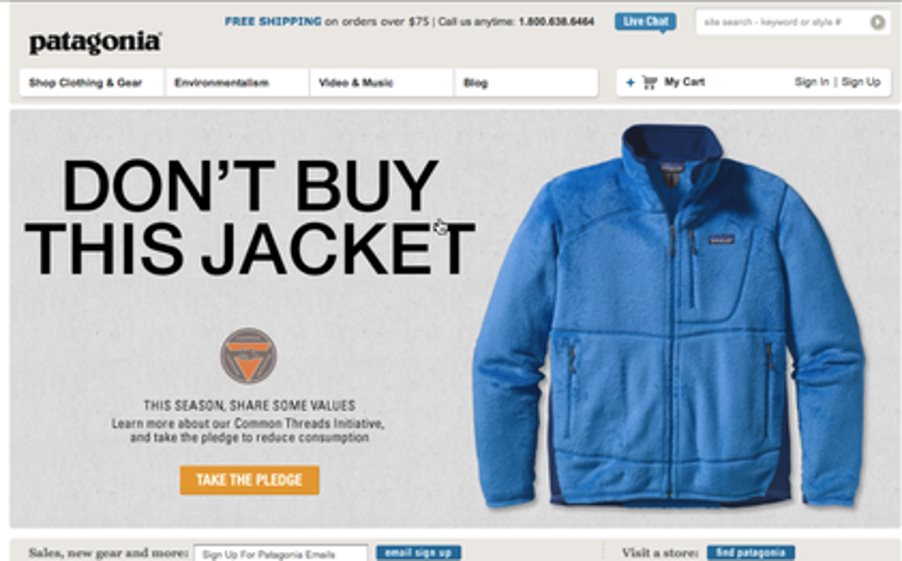 FREE SHIPPING on orders over $75 | Call us anytime: 1.800.638.6464
Live Chat
site search - keyword or style #
patagonia®
Shop Clothing & Gear
Environmentalism
Video & Music
Blog
+ My Cart
Sign In | Sign Up
DON'T BUY
THIS JACKET
THIS SEASON, SHARE SOME VALUES
Learn more about our Common Threads Initiative,
and take the pledge to reduce consumption
TAKE THE PLEDGE
Sales, new gear and more:
Sign Up For Patagonia Emails
email sign up
Visit a store:
find patagonia